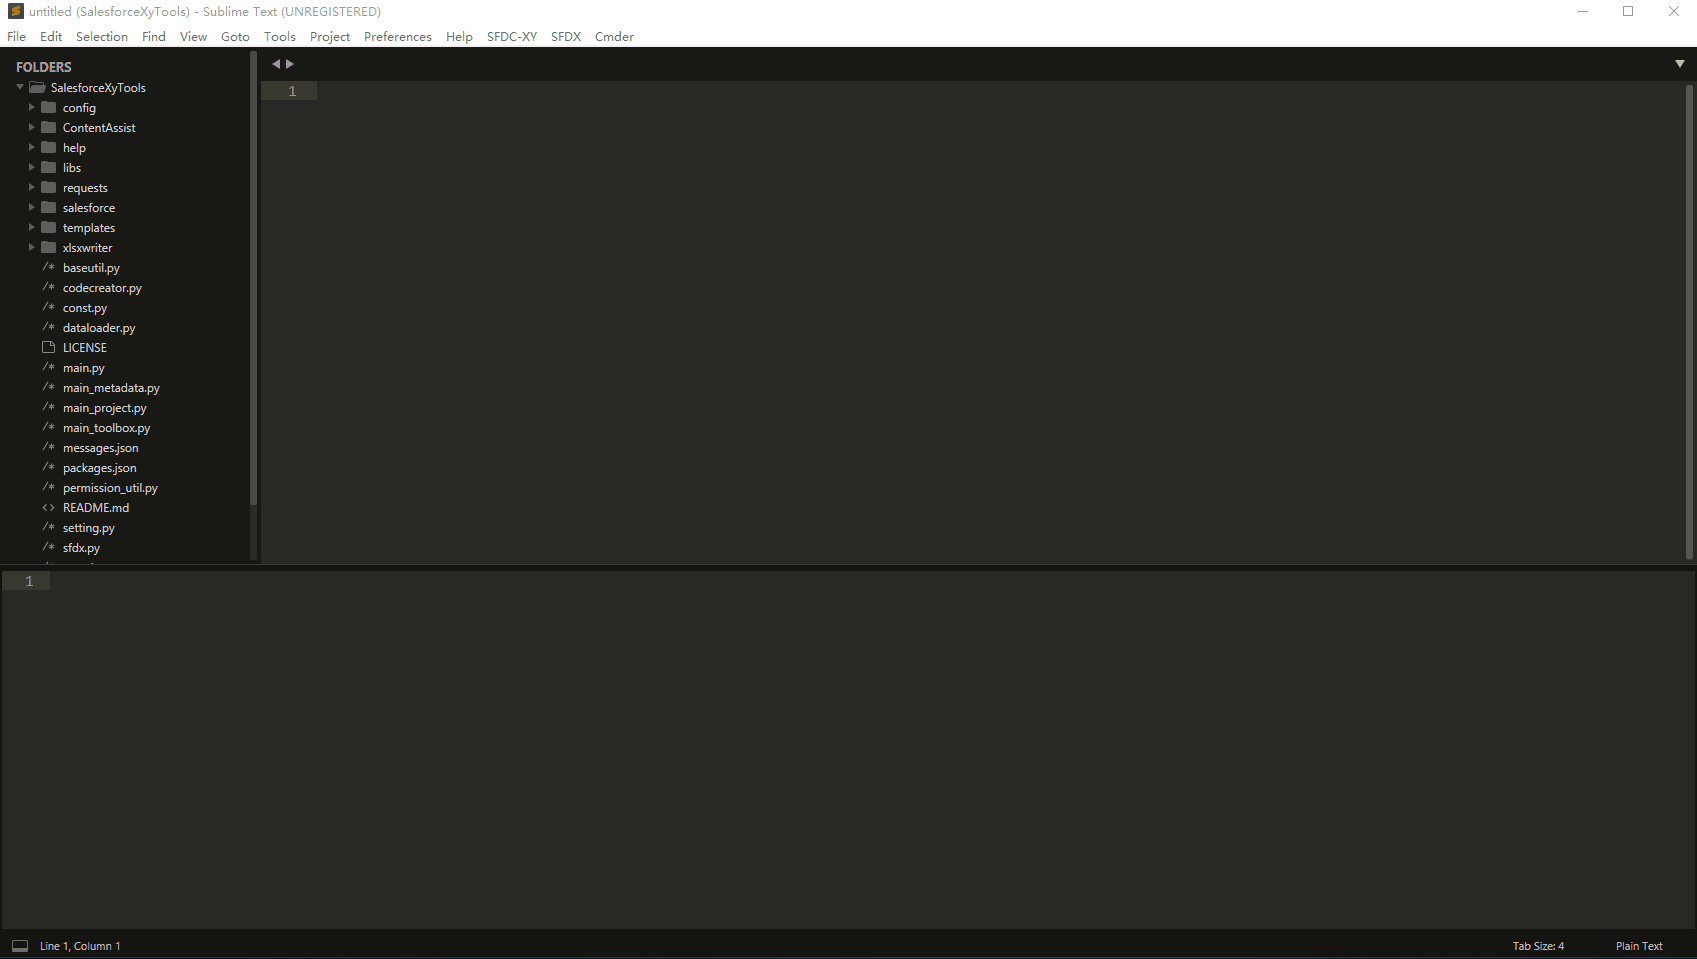 untitled (SalesforceXyTools) - Sublime Text (UNREGISTERED)
File Edit Selection Find View Goto Tools Project Preferences Help SFDC-XY SFDX Cmder
FOLDERS
SalesforceXyTools
config
ContentAssist
help
libs
requests
salesforce
templates
xlsxwriter
/* baseutil.py
/* codecreator.py
/* const.py
/* dataloader.py
LICENSE
/* main.py
/* main_metadata.py
/* main_project.py
/* main_toolbox.py
/* messages.json
/* packages.json
/* permission_util.py
<> README.md
/* setting.py
/* sfdx.py
1
1
Line 1, Column 1 Tab Size: 4 Plain Text